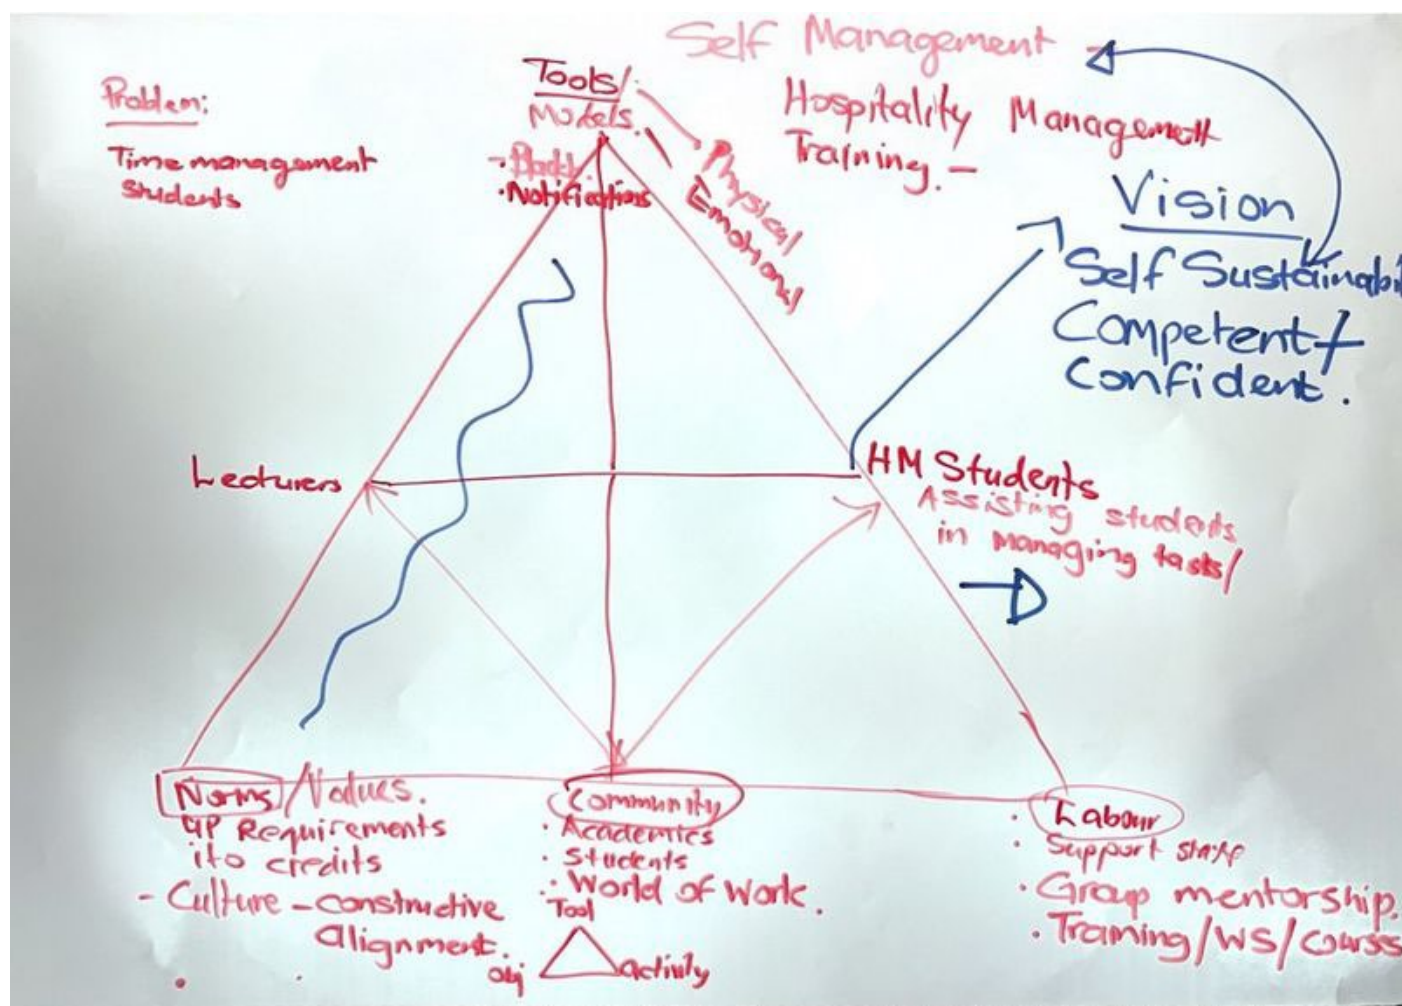 Self Management
Problem:
Time management
students
Tools/
Models.
- Blackb.
• Notifications
Physical
Emotional
Hospitality Management
Training. -
Vision
Self Sustainabi
Competent +
Confident.
Lecturers
HM Students
Assisting students
in managing tasks/
Norms/Values.
Requirements
ito credits
- Culture - constructive
alignment.
Community
• Academics
• Students
• World of Work.
Tool
Obj
activity
Labour
• Support staff
• Group mentorship.
• Training/WS/Courses